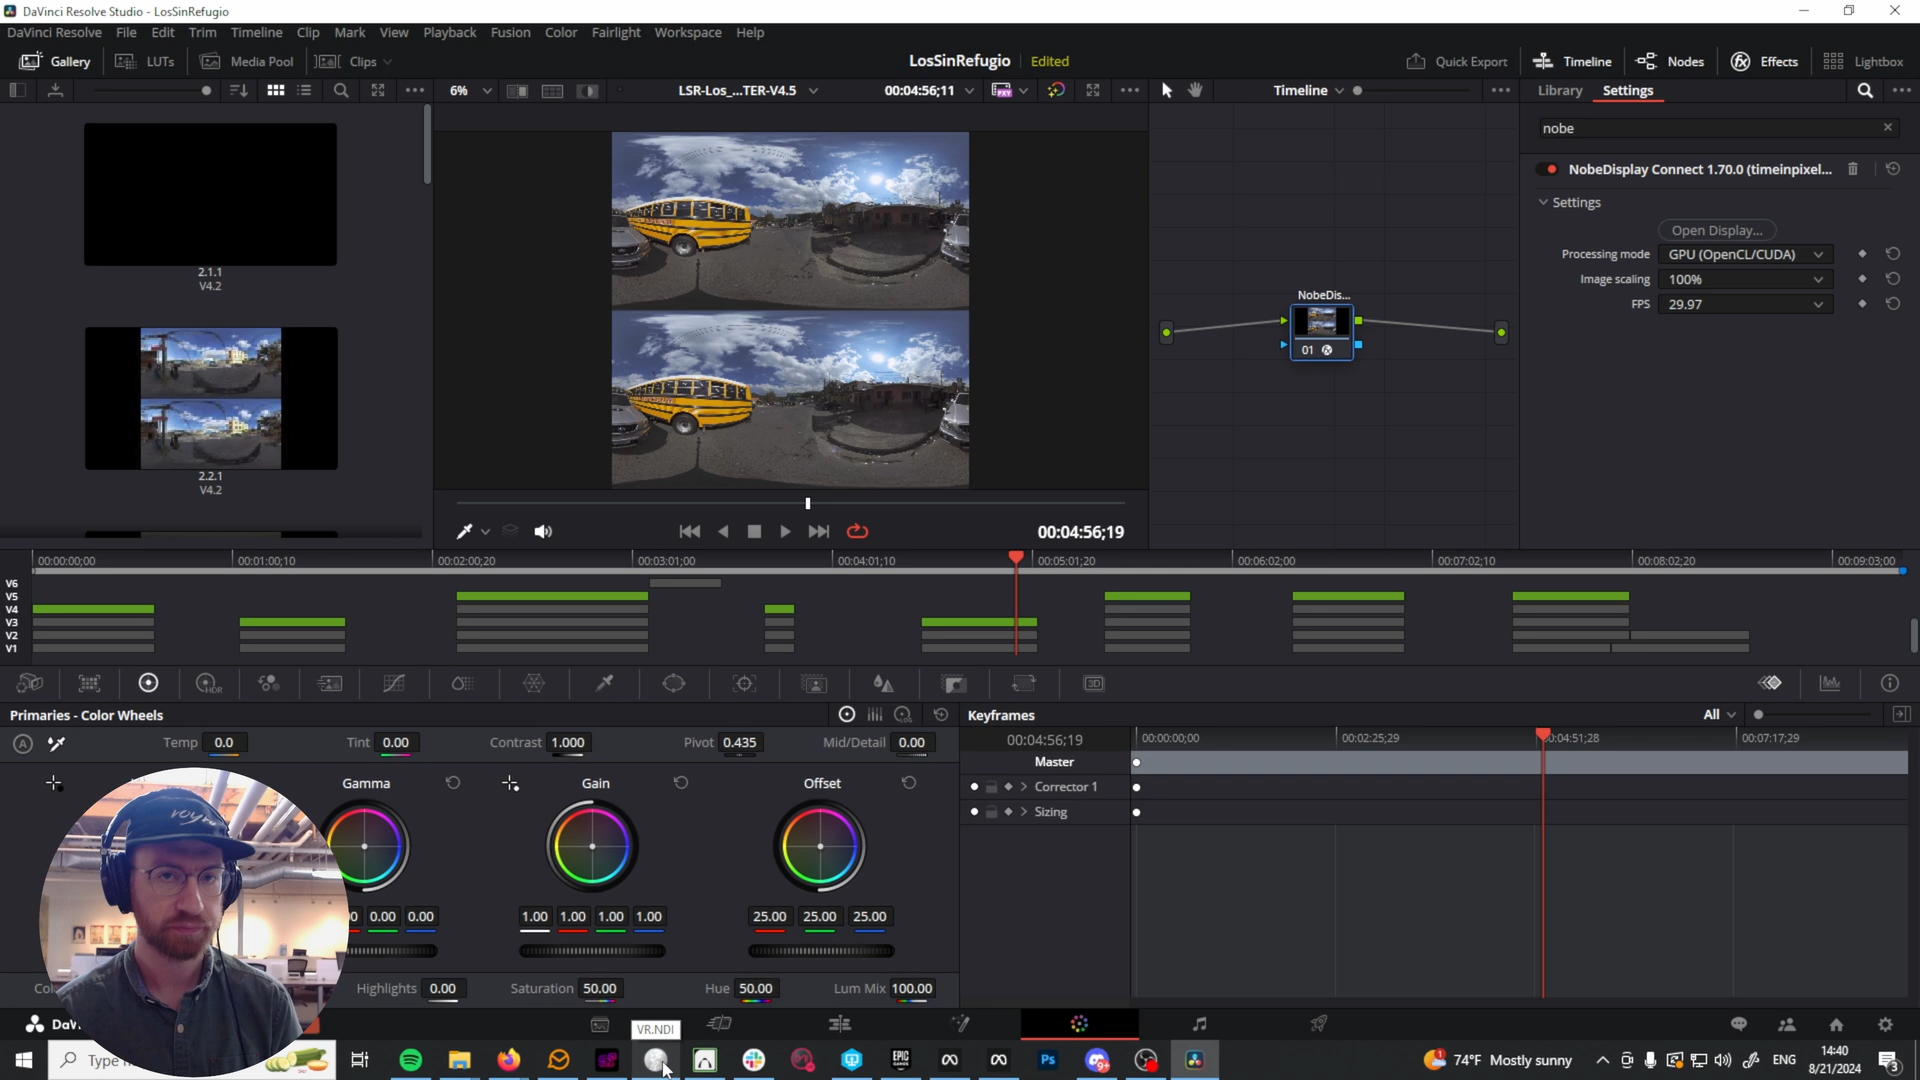 DaVinci Resolve Studio - LosSinRefugio
DaVinci Resolve File Edit Trim Timeline Clip Mark View Playback Fusion Color Fairlight Workspace Help
Gallery LUTs Media Pool Clips LosSinRefugio Edited Quick Export Timeline Nodes Effects Lightbox
6% LSR-Los_...TER-V4.5 00:04:56;11 PXY Timeline Library Settings
nobe
NobeDisplay Connect 1.70.0 (timeinpixel...
Settings
Open Display...
Processing mode GPU (OpenCL/CUDA)
Image scaling 100%
FPS 29.97
2.1.1
V4.2
2.2.1
V4.2
NobeDis...
01
00:04:56;19
00:00:00;00 00:01:00;10 00:02:00;20 00:03:01;00 00:04:01;10 00:05:01;20 00:06:02;00 00:07:02;10 00:08:02;20 00:09:03;00
V6
V5
V4
V3
V2
V1
HDR
3D
Primaries - Color Wheels LOG
A Temp 0.0 Tint 0.00 Contrast 1.000 Pivot 0.435 Mid/Detail 0.00
Gamma Gain Offset
0.00 0.00 1.00 1.00 1.00 1.00 25.00 25.00 25.00
Highlights 0.00 Saturation 50.00 Hue 50.00 Lum Mix 100.00
Keyframes All
00:04:56;19 00:00:00;00 00:02:25;29 00:04:51;28 00:07:17;29
Master
Corrector 1
Sizing
voyr
DaV
VR.NDI
Type
EPIC GAMES
Ps
9+
74°F Mostly sunny
ENG
14:40
8/21/2024
3